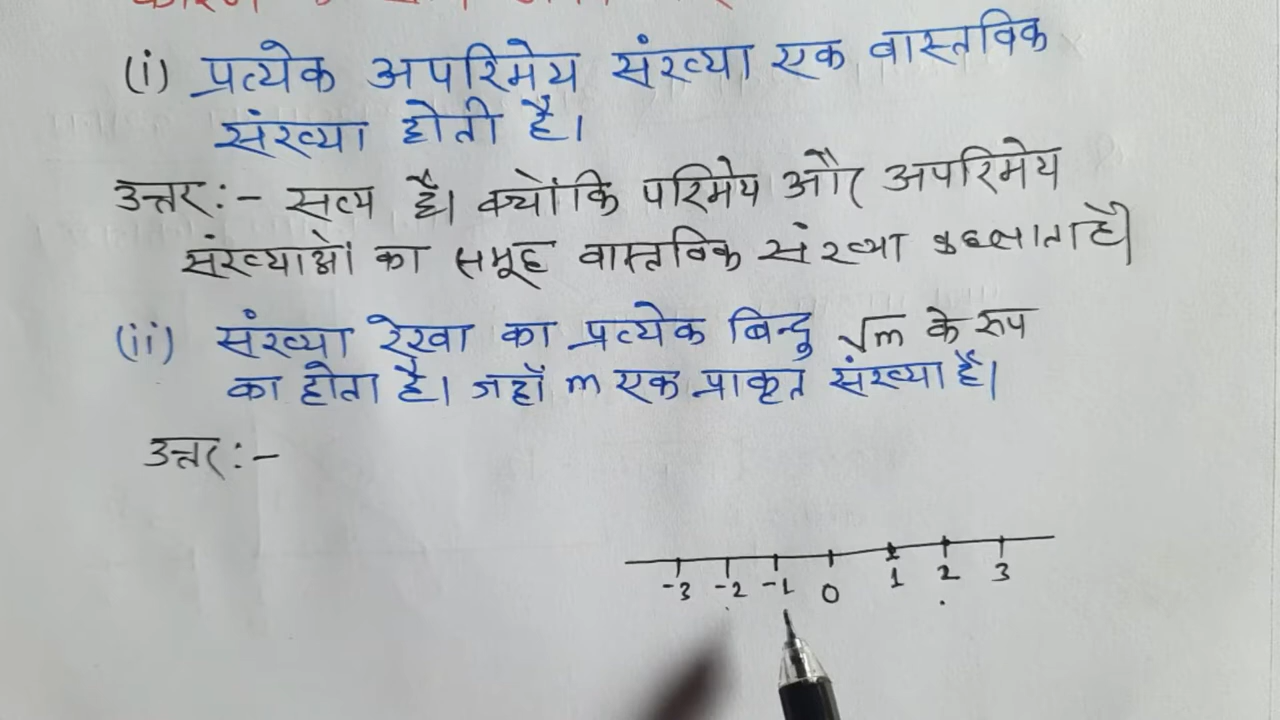 (i) प्रत्येक अपरिमेय संख्या एक वास्तविक
संख्या होती है।
उत्तर:- सत्य है। क्योंकि परिमेय और अपरिमेय
संख्याओं का समूह वास्तविक संख्या कहलाता है।
(ii) संख्या रेखा का प्रत्येक बिन्दु √m के रूप
का होता है। जहाँ m एक प्राकृत संख्या है।
उत्तर:-
-3 -2 -1 0 1 2 3